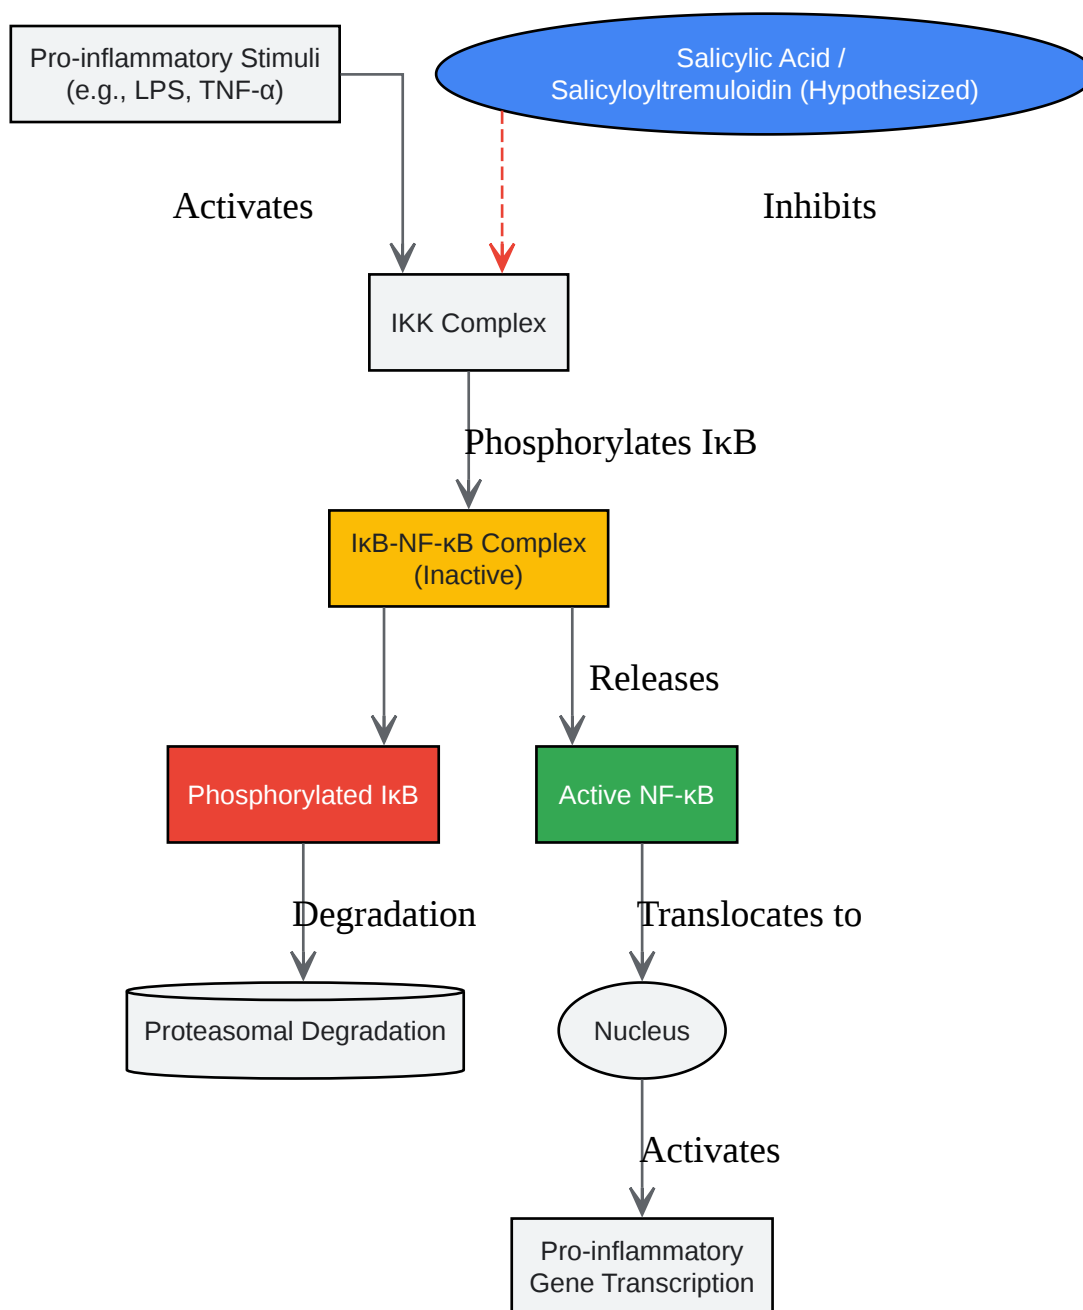 Pro-inflammatory Stimuli
(e.g., LPS, TNF-α)
Salicylic Acid /
Salicyloyltremuloidin (Hypothesized)
Activates
Inhibits
IKK Complex
Phosphorylates IκB
IκB-NF-κB Complex
(Inactive)
Releases
Phosphorylated IκB
Active NF-κB
Degradation
Translocates to
Proteasomal Degradation
Nucleus
Activates
Pro-inflammatory
Gene Transcription